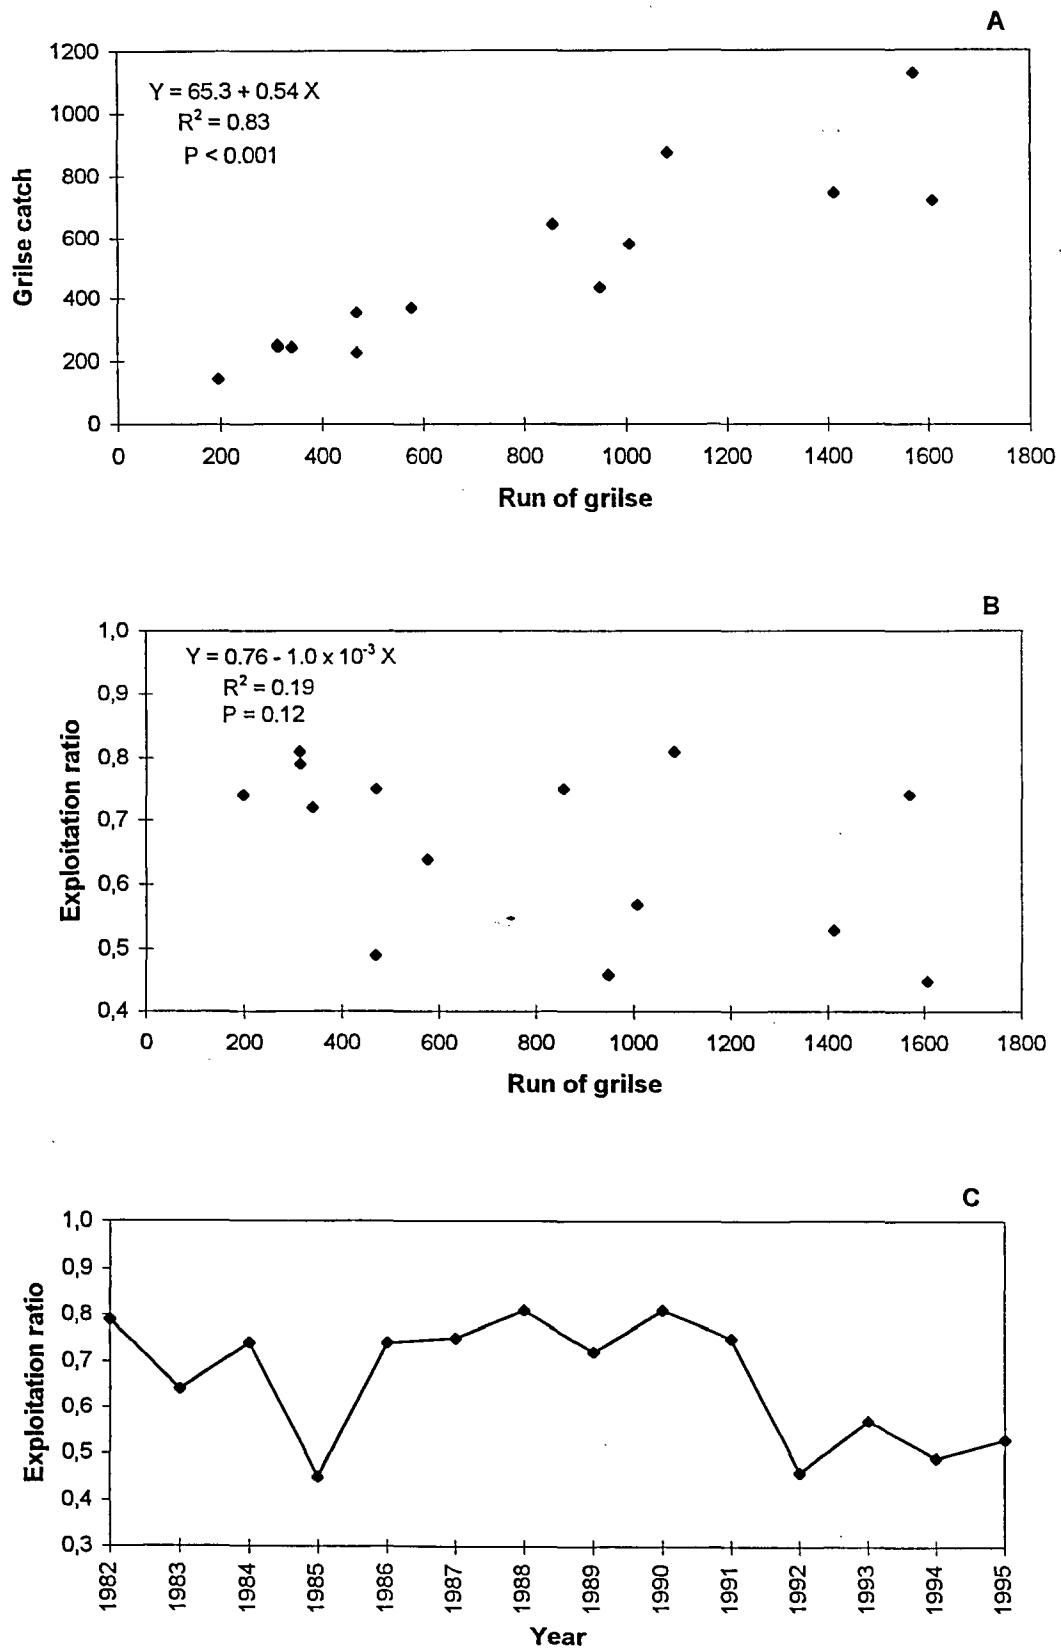 A
1200
1000
800
600
400
200
0
Y = 65.3 + 0.54 X
R² = 0.83
P < 0.001
Grilse catch
0 200 400 600 800 1000 1200 1400 1600 1800
Run of grilse
B
1,0
0,9
0,8
0,7
0,6
0,5
0,4
Y = 0.76 - 1.0 x 10⁻³ X
R² = 0.19
P = 0.12
Exploitation ratio
0 200 400 600 800 1000 1200 1400 1600 1800
Run of grilse
C
1,0
0,9
0,8
0,7
0,6
0,5
0,4
0,3
Exploitation ratio
1982 1983 1984 1985 1986 1987 1988 1989 1990 1991 1992 1993 1994 1995
Year